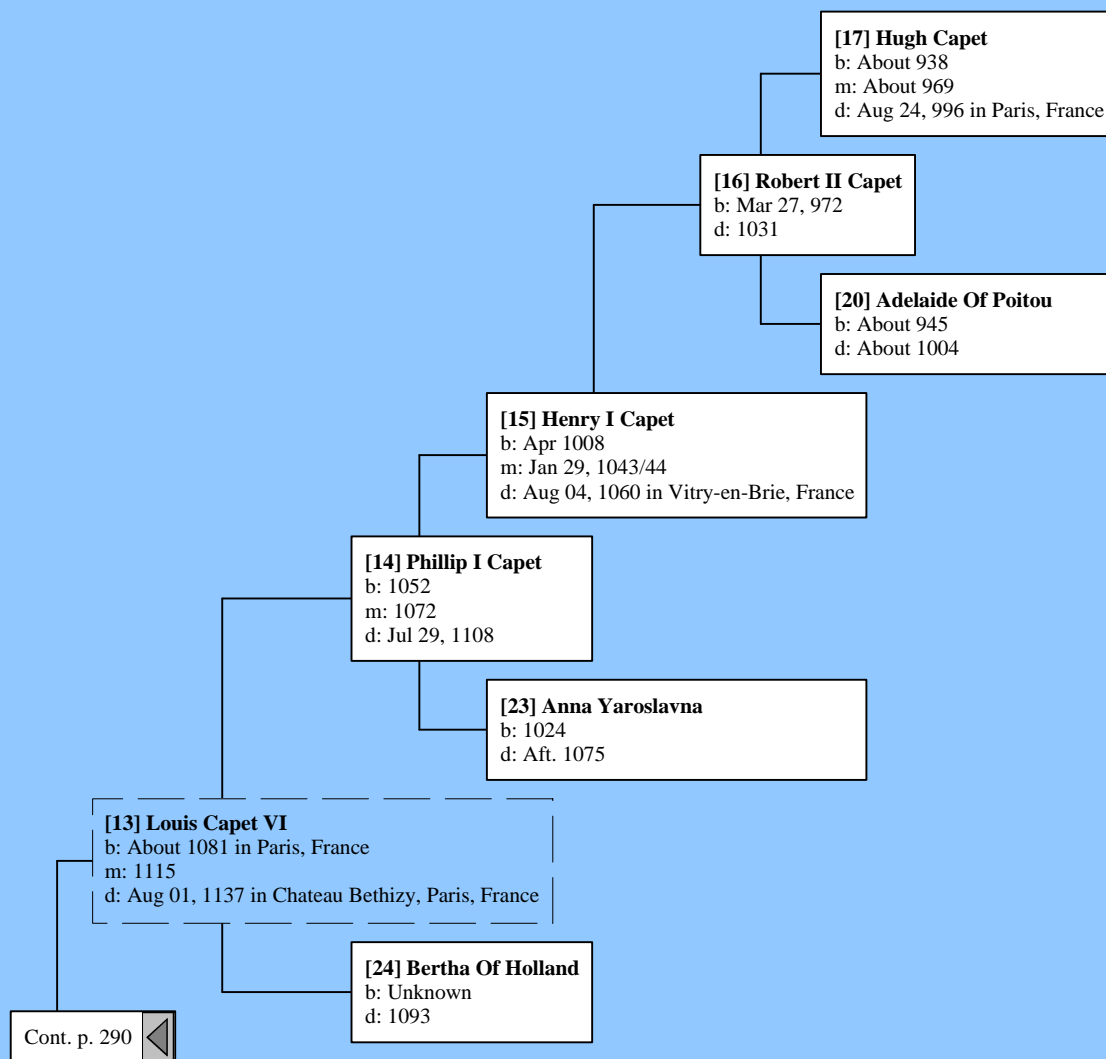 [17] Hugh Capet
b: About 938
m: About 969
d: Aug 24, 996 in Paris, France
[16] Robert II Capet
b: Mar 27, 972
d: 1031
[20] Adelaide Of Poitou
b: About 945
d: About 1004
[15] Henry I Capet
b: Apr 1008
m: Jan 29, 1043/44
d: Aug 04, 1060 in Vitry-en-Brie, France
[14] Phillip I Capet
b: 1052
m: 1072
d: Jul 29, 1108
[23] Anna Yaroslavna
b: 1024
d: Aft. 1075
[13] Louis Capet VI
b: About 1081 in Paris, France
m: 1115
d: Aug 01, 1137 in Chateau Bethizy, Paris, France
[24] Bertha Of Holland
b: Unknown
d: 1093
Cont. p. 290